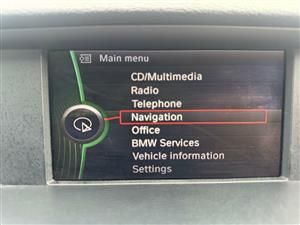 Main menu
CD/Multimedia
Radio
Telephone
Navigation
Office
BMW Services
Vehicle information
Settings